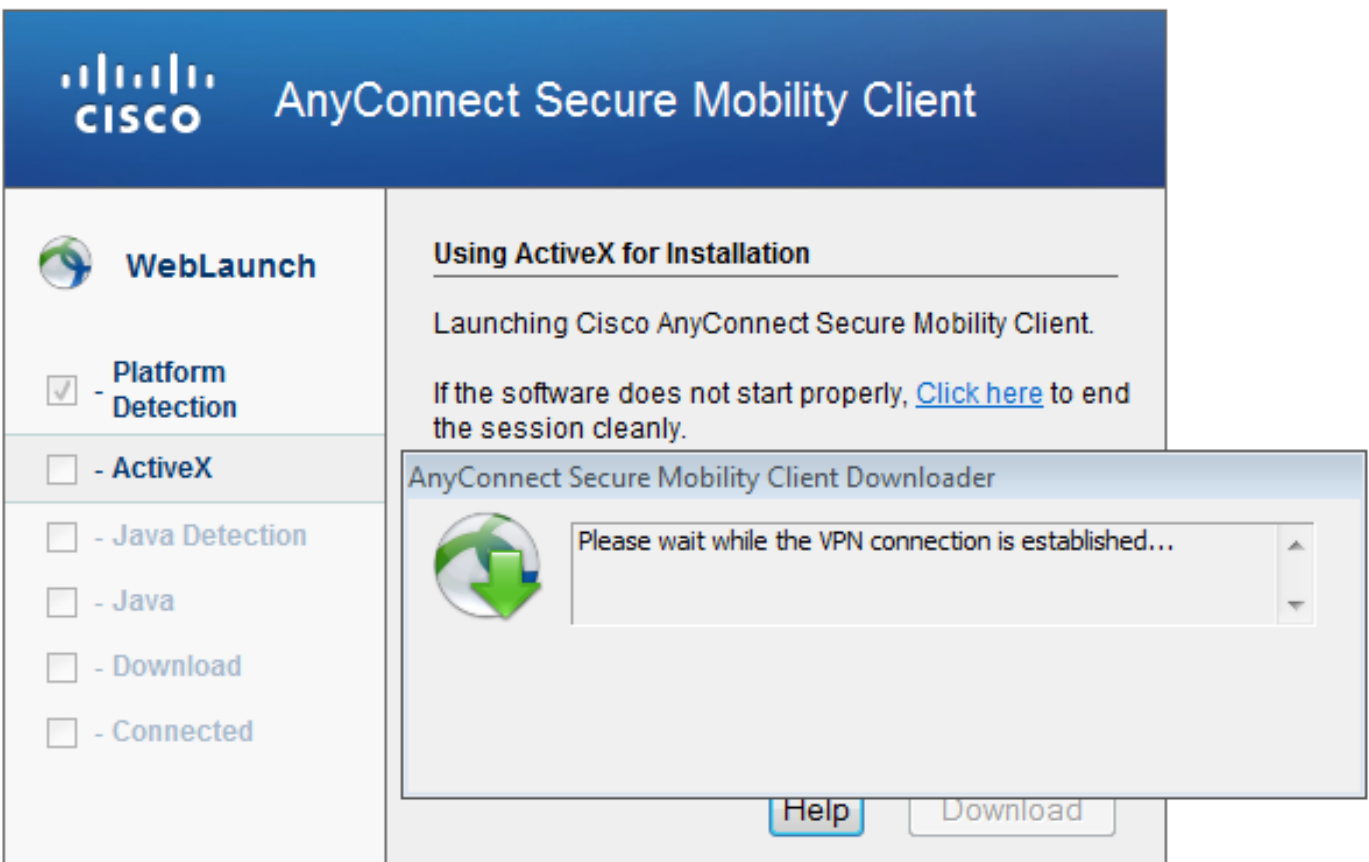 CISCO
AnyConnect Secure Mobility Client
WebLaunch
- Platform
Detection
- ActiveX
- Java Detection
- Java
- Download
- Connected
Using ActiveX for Installation
Launching Cisco AnyConnect Secure Mobility Client.
If the software does not start properly, Click here to end
the session cleanly.
AnyConnect Secure Mobility Client Downloader
Please wait while the VPN connection is established...
Help
Download